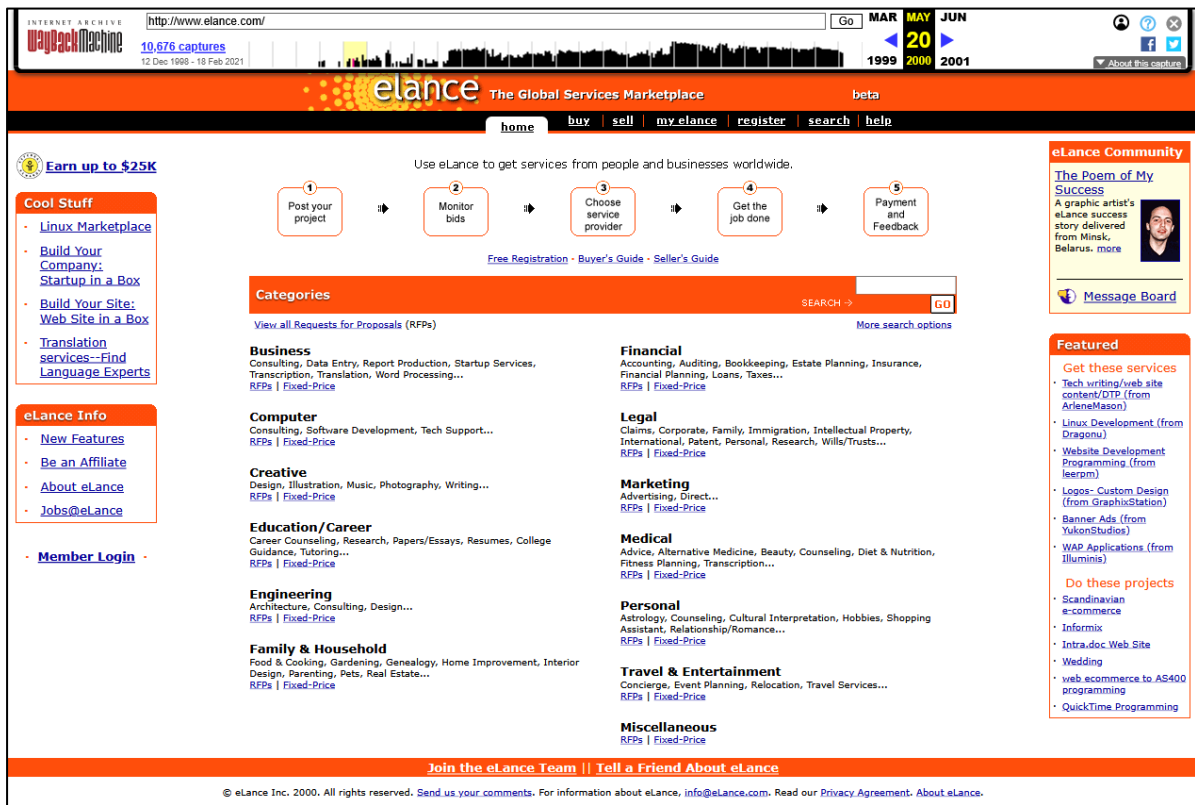 INTERNET ARCHIVE
WayBackMachine
http://www.elance.com/
Go
10,676 captures
12 Dec 1998 - 18 Feb 2021
MAR MAY JUN
20
1999 2000 2001
About this capture
elance The Global Services Marketplace beta
home buy | sell | my elance | register | search | help
Earn up to $25K
Cool Stuff
- Linux Marketplace
- Build Your
Company:
Startup in a Box
- Build Your Site:
Web Site in a Box
- Translation
services--Find
Language Experts
eLance Info
- New Features
- Be an Affiliate
- About eLance
- Jobs@eLance
- Member Login -
Use eLance to get services from people and businesses worldwide.
1
Post your
project
2
Monitor
bids
3
Choose
service
provider
4
Get the
job done
5
Payment
and
Feedback
Free Registration - Buyer's Guide - Seller's Guide
Categories
SEARCH →
GO
View all Requests for Proposals (RFPs)
More search options
Business
Consulting, Data Entry, Report Production, Startup Services,
Transcription, Translation, Word Processing...
RFPs | Fixed-Price
Computer
Consulting, Software Development, Tech Support...
RFPs | Fixed-Price
Creative
Design, Illustration, Music, Photography, Writing...
RFPs | Fixed-Price
Education/Career
Career Counseling, Research, Papers/Essays, Resumes, College
Guidance, Tutoring...
RFPs | Fixed-Price
Engineering
Architecture, Consulting, Design...
RFPs | Fixed-Price
Family & Household
Food & Cooking, Gardening, Genealogy, Home Improvement, Interior
Design, Parenting, Pets, Real Estate...
RFPs | Fixed-Price
Financial
Accounting, Auditing, Bookkeeping, Estate Planning, Insurance,
Financial Planning, Loans, Taxes...
RFPs | Fixed-Price
Legal
Claims, Corporate, Family, Immigration, Intellectual Property,
International, Patent, Personal, Research, Wills/Trusts...
RFPs | Fixed-Price
Marketing
Advertising, Direct...
RFPs | Fixed-Price
Medical
Advice, Alternative Medicine, Beauty, Counseling, Diet & Nutrition,
Fitness Planning, Transcription...
RFPs | Fixed-Price
Personal
Astrology, Counseling, Cultural Interpretation, Hobbies, Shopping
Assistant, Relationship/Romance...
RFPs | Fixed-Price
Travel & Entertainment
Concierge, Event Planning, Relocation, Travel Services...
RFPs | Fixed-Price
Miscellaneous
RFPs | Fixed-Price
eLance Community
The Poem of My
Success
A graphic artist's
eLance success
story delivered
from Minsk,
Belarus. more
Message Board
Featured
Get these services
· Tech writing/web site
content/DTP (from
ArleneMason)
· Linux Development (from
Dragonu)
· Website Development
Programming (from
leerpm)
· Logos- Custom Design
(from GraphixStation)
· Banner Ads (from
YukonStudios)
· WAP Applications (from
Illuminis)
Do these projects
· Scandinavian
e-commerce
· Informix
· Intra.doc Web Site
· Wedding
· web ecommerce to AS400
programming
· QuickTime Programming
Join the eLance Team || Tell a Friend About eLance
© eLance Inc. 2000. All rights reserved. Send us your comments. For information about eLance, info@eLance.com. Read our Privacy Agreement. About eLance.